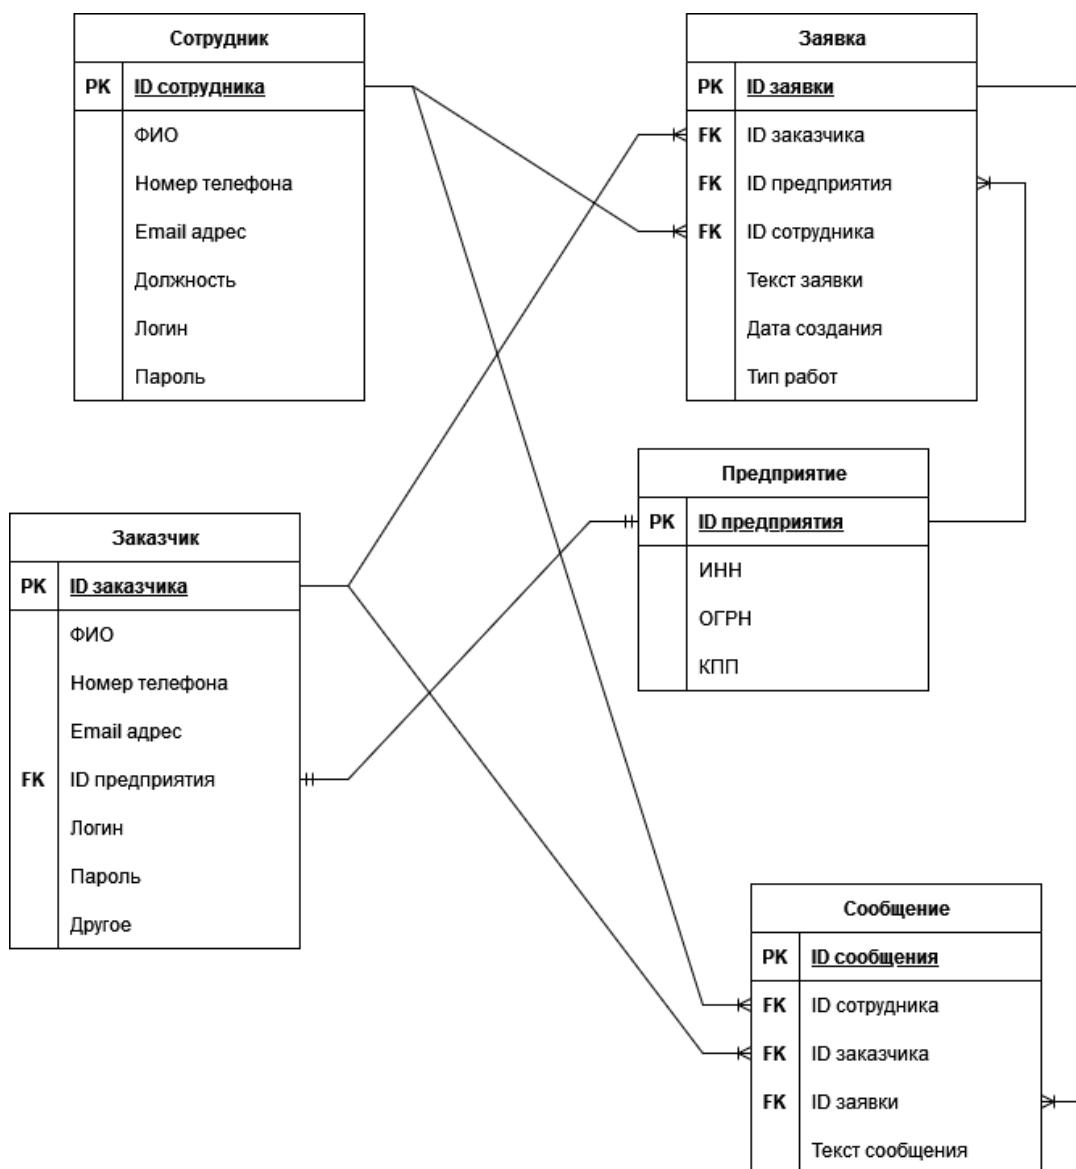 Сотрудник
PK ID сотрудника
ФИО
Номер телефона
Email адрес
Должность
Логин
Пароль
Заявка
PK ID заявки
FK ID заказчика
FK ID предприятия
FK ID сотрудника
Текст заявки
Дата создания
Тип работ
Предприятие
PK ID предприятия
ИНН
ОГРН
КПП
Заказчик
PK ID заказчика
ФИО
Номер телефона
Email адрес
FK ID предприятия
Логин
Пароль
Другое
Сообщение
PK ID сообщения
FK ID сотрудника
FK ID заказчика
FK ID заявки
Текст сообщения